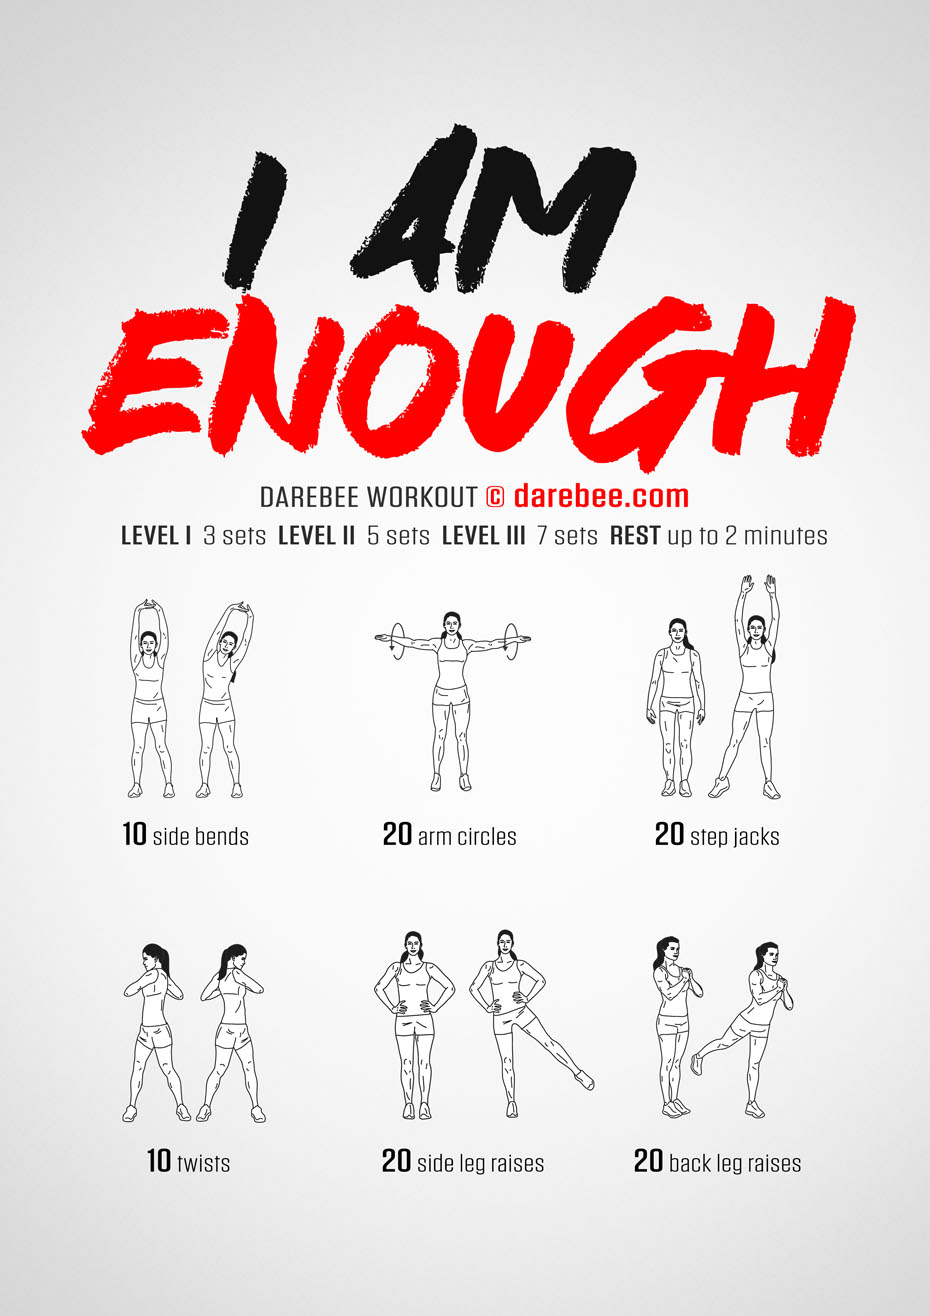 I AM
ENOUGH
DAREBEE WORKOUT © darebee.com
LEVEL I 3 sets LEVEL II 5 sets LEVEL III 7 sets REST up to 2 minutes
10 side bends
20 arm circles
20 step jacks
10 twists
20 side leg raises
20 back leg raises